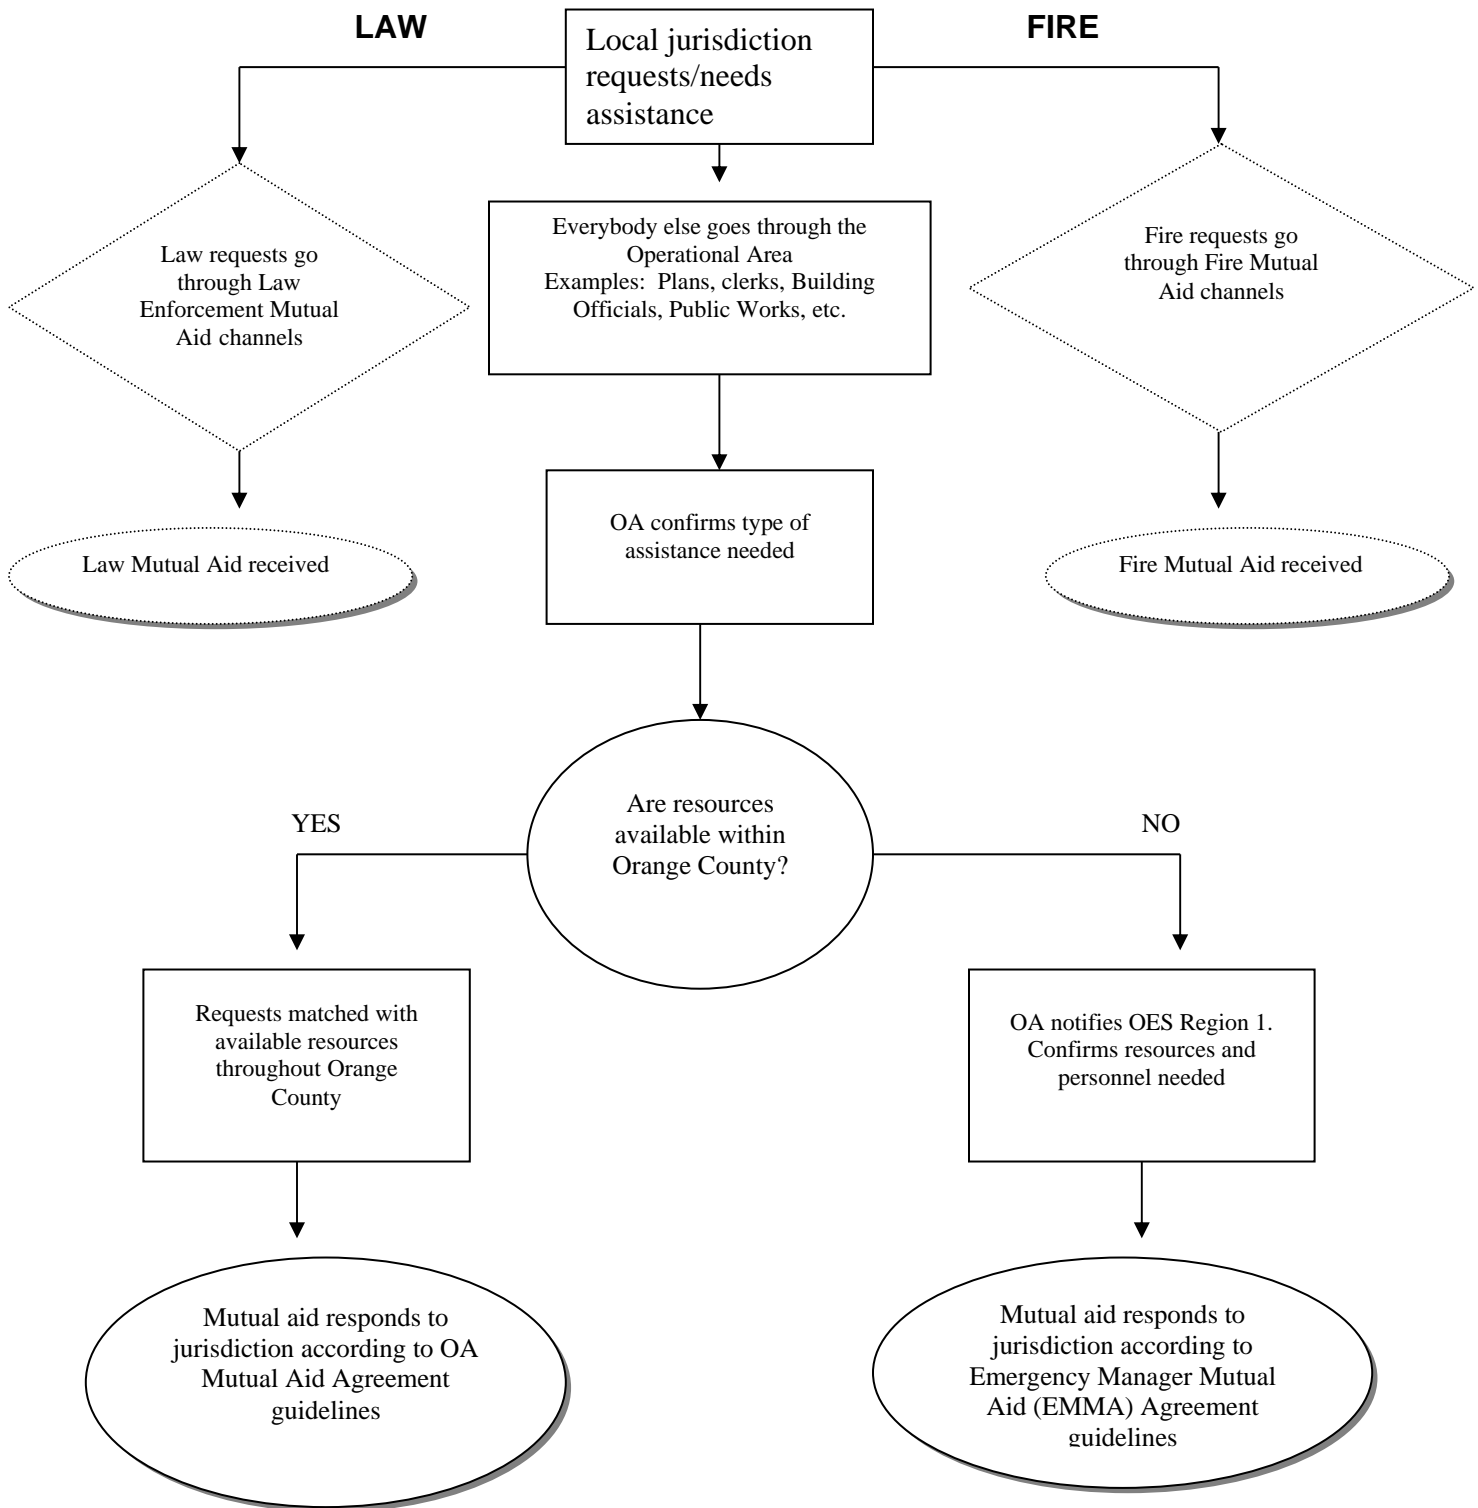 LAW
FIRE
Local jurisdiction
requests/needs
assistance
Law requests go
through Law
Enforcement Mutual
Aid channels
Everybody else goes through the
Operational Area
Examples:  Plans, clerks, Building
Officials, Public Works, etc.
Fire requests go
through Fire Mutual
Aid channels
Law Mutual Aid received
OA confirms type of
assistance needed
Fire Mutual Aid received
Are resources
available within
Orange County?
YES
NO
Requests matched with
available resources
throughout Orange
County
OA notifies OES Region 1.
Confirms resources and
personnel needed
Mutual aid responds to
jurisdiction according to OA
Mutual Aid Agreement
guidelines
Mutual aid responds to
jurisdiction according to
Emergency Manager Mutual
Aid (EMMA) Agreement
guidelines